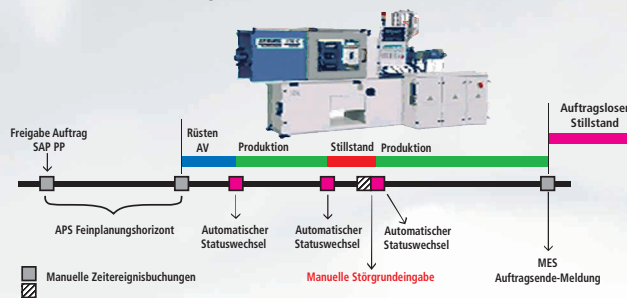 Auftragsloser
Stillstand
Freigabe Auftrag
SAP PP
Rüsten
AV
Produktion
Stillstand
Produktion
APS Feinplanungshorizont
Automatischer
Statuswechsel
Automatischer
Statuswechsel
Automatischer
Statuswechsel
Manuelle Zeitereignisbuchungen
Manuelle Störgrundeingabe
MES
Auftragsende-Meldung